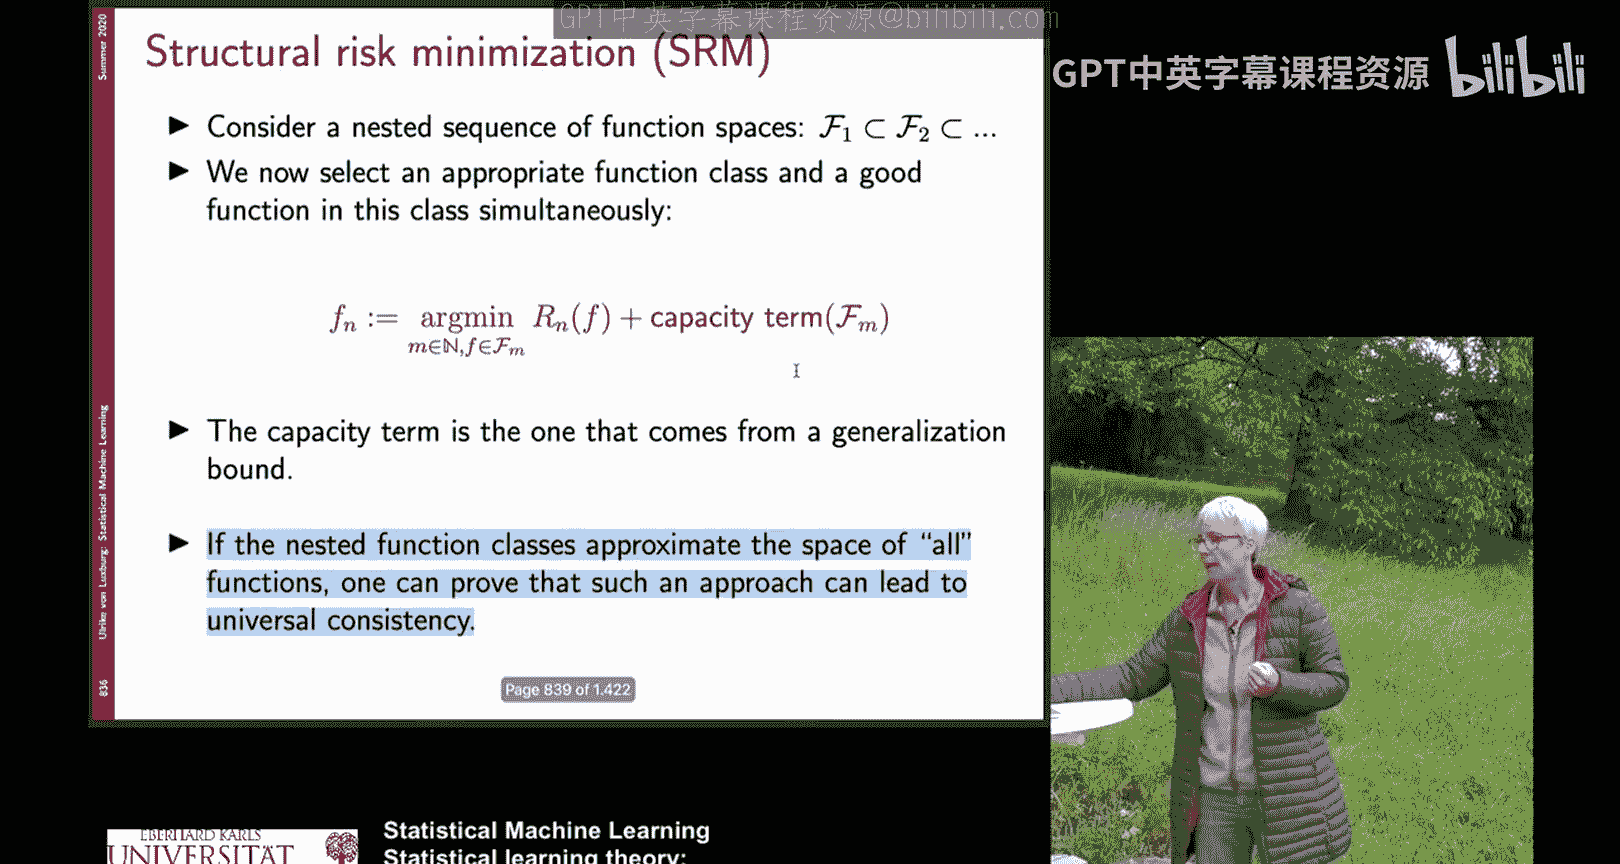 GPT中英字幕课程资源@bilibili.com
GPT中英字幕课程资源 bilibili
Summer 2020
Structural risk minimization (SRM)
▶ Consider a nested sequence of function spaces: F₁ ⊂ F₂ ⊂ ...
▶ We now select an appropriate function class and a good
function in this class simultaneously:
fₙ := argmin Rₙ(f) + capacity term(Fₘ)
m∈ℕ,f∈Fₘ
▶ The capacity term is the one that comes from a generalization
bound.
▶ If the nested function classes approximate the space of “all”
functions, one can prove that such an approach can lead to
universal consistency.
Ulrike von Luxburg: Statistical Machine Learning
836
Page 839 of 1.422
EBERHARD KARLS
UNIVERSITÄT
Statistical Machine Learning
Statistical learning theory: